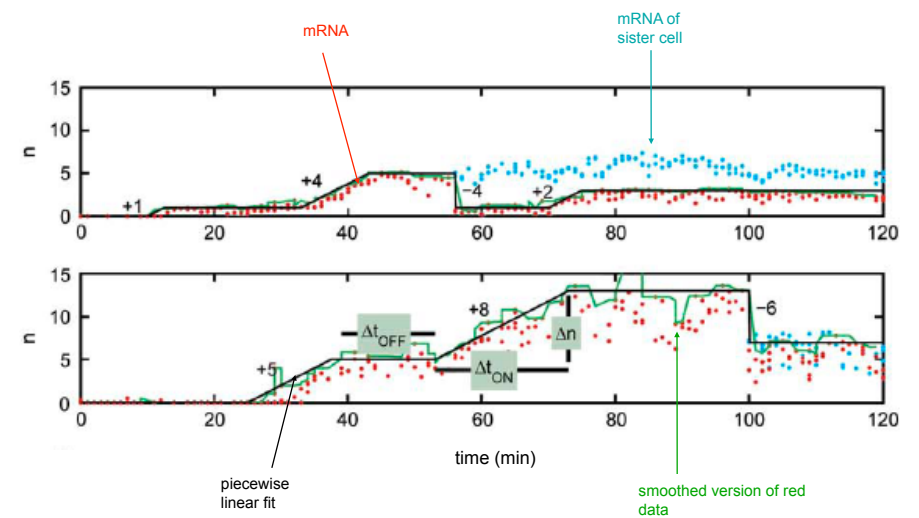 mRNA
mRNA of
sister cell
15
10
5
0
n
+1
+4
−4
+2
0
20
40
60
80
100
120
15
10
5
0
n
+5
Δt OFF
+8
Δt ON
Δn
−6
0
20
40
60
80
100
120
time (min)
piecewise
linear fit
smoothed version of red
data